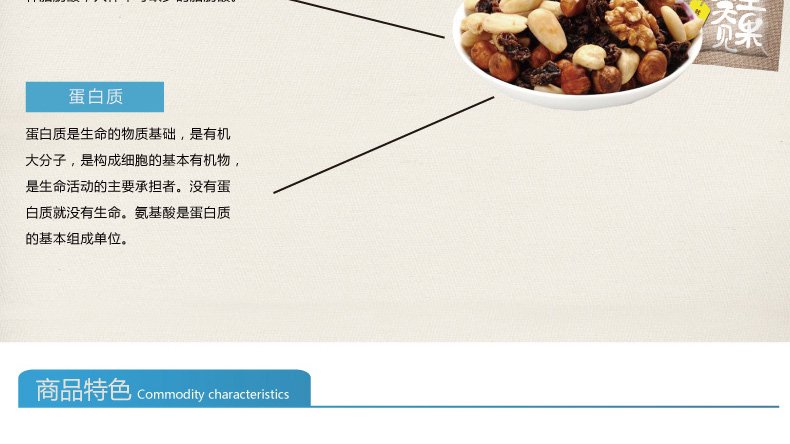 蛋白质
蛋白质是生命的物质基础，是有机
大分子，是构成细胞的基本有机物，
是生命活动的主要承担者。没有蛋
白质就没有生命。氨基酸是蛋白质
的基本组成单位。
商品特色 Commodity characteristics